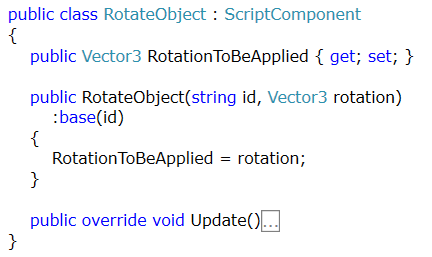 public class RotateObject : ScriptComponent
{
public Vector3 RotationToBeApplied { get; set; }
public RotateObject(string id, Vector3 rotation)
:base(id)
{
RotationToBeApplied = rotation;
}
public override void Update()...
}